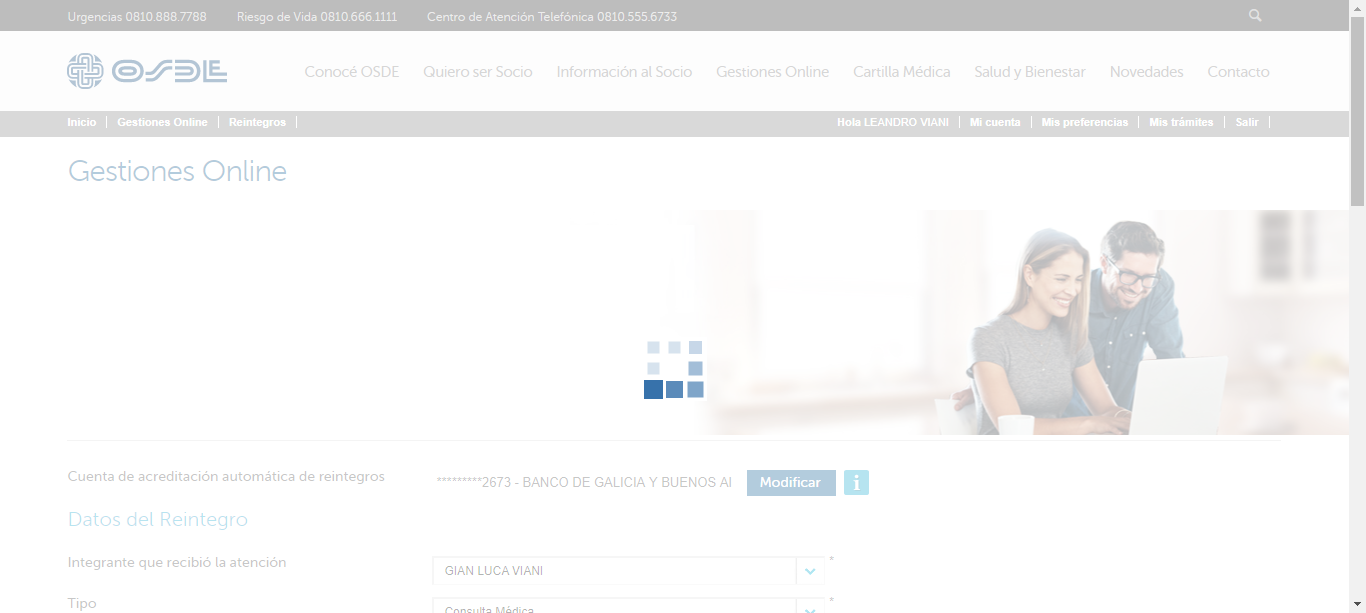 Urgencias 0810.888.7788 Riesgo de Vida 0810.666.1111 Centro de Atención Telefónica 0810.555.6733
OSDE Conocé OSDE Quiero ser Socio Información al Socio Gestiones Online Cartilla Médica Salud y Bienestar Novedades Contacto
Inicio Gestiones Online Reintegros Hola LEANDRO VIANI Mi cuenta Mis preferencias Mis trámites Salir
Gestiones Online
Cuenta de acreditación automática de reintegros *********2673 - BANCO DE GALICIA Y BUENOS AI Modificar i
Datos del Reintegro
Integrante que recibió la atención GIAN LUCA VIANI *
Tipo Consulta Médica *